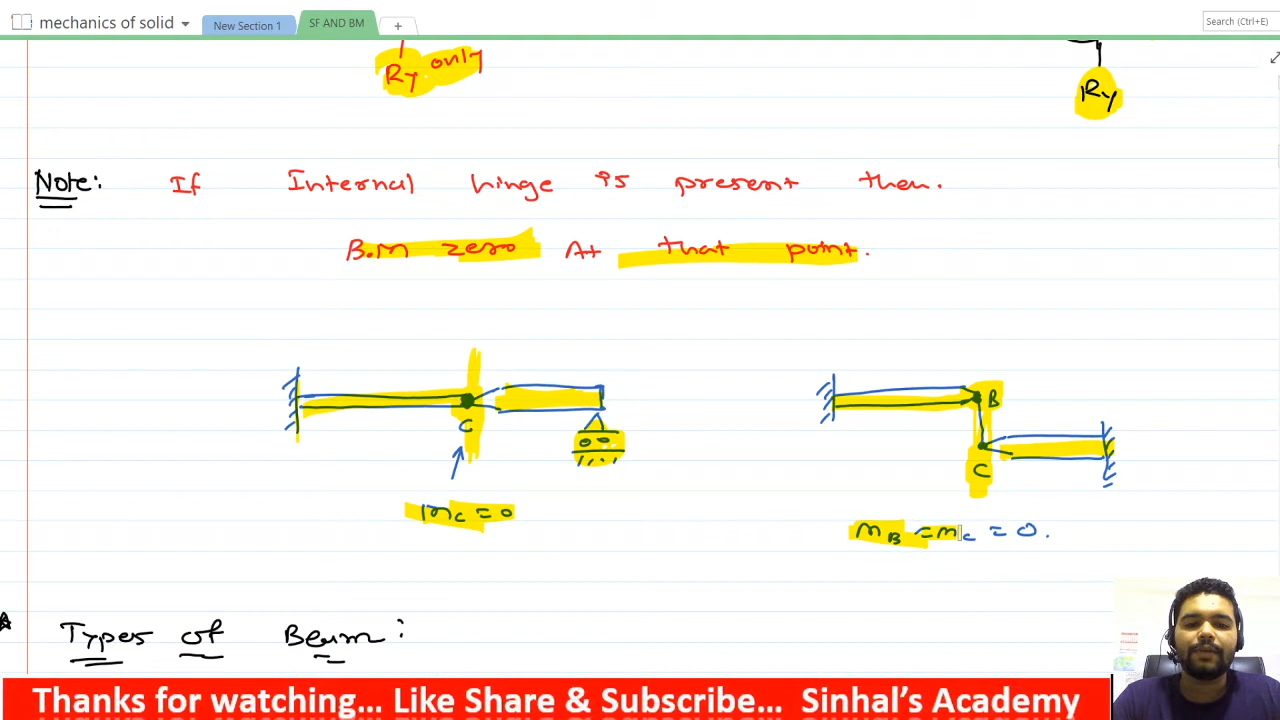 mechanics of solid
New Section 1
SF AND BM
+
Search (Ctrl+E)
Ry only
Ry
Note: If Internal hinge is present then.
B.M zero At that point.
B
C
C
mc = 0
mB = mc = 0.
Types of Beam:
Thanks for watching... Like Share & Subscribe... Sinhal's Academy